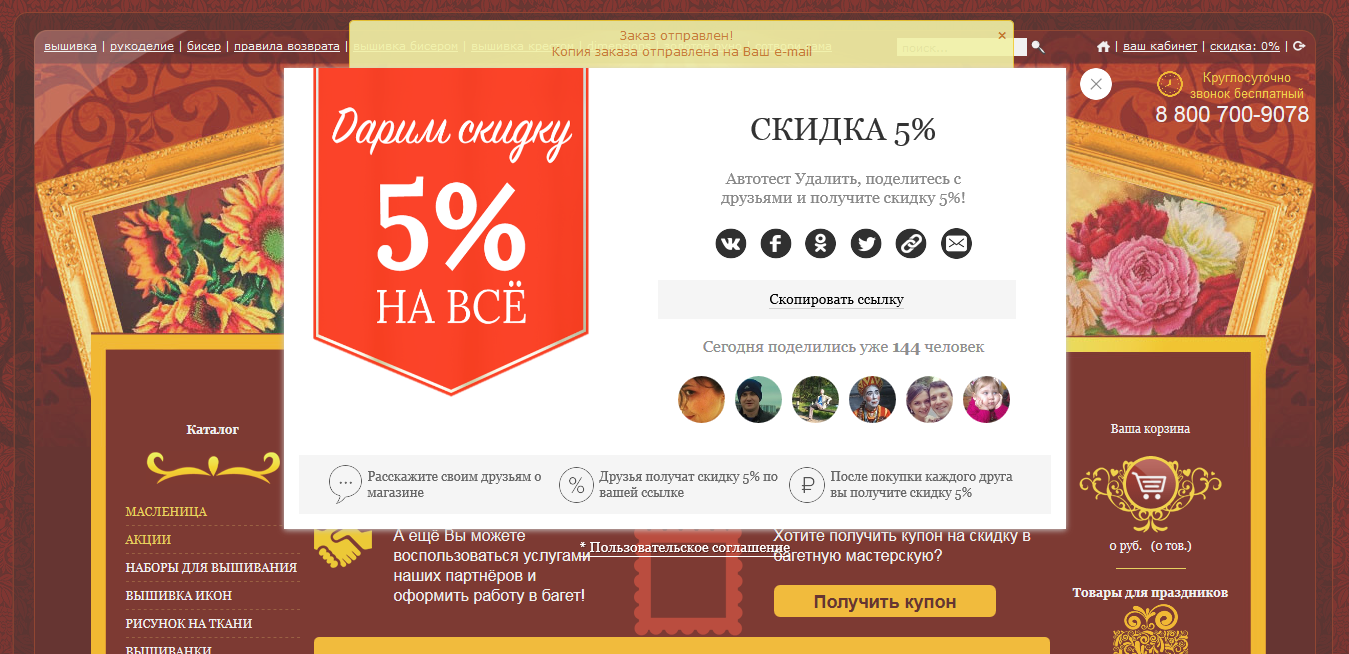 Заказ отправлен!
Копия заказа отправлена на Ваш e-mail
вышивка | рукоделие | бисер | правила возврата | вышивка бисером
поиск...
| ваш кабинет | скидка: 0% |
Круглосуточно
звонок бесплатный
8 800 700-9078
Дарим скидку
5%
НА ВСЁ
СКИДКА 5%
Автотест Удалить, поделитесь с
друзьями и получите скидку 5%!
Скопировать ссылку
Сегодня поделились уже 144 человек
Расскажите своим друзьям о
магазине
Друзья получат скидку 5% по
вашей ссылке
После покупки каждого друга
вы получите скидку 5%
Каталог
МАСЛЕНИЦА
АКЦИИ
НАБОРЫ ДЛЯ ВЫШИВАНИЯ
ВЫШИВКА ИКОН
РИСУНОК НА ТКАНИ
ВЫШИВАНКИ
А ещё Вы можете
воспользоваться услугами
наших партнёров и
оформить работу в багет!
* Пользовательское соглашение
Хотите получить купон на скидку в
багетную мастерскую?
Получить купон
Ваша корзина
0 руб. (0 тов.)
Товары для праздников